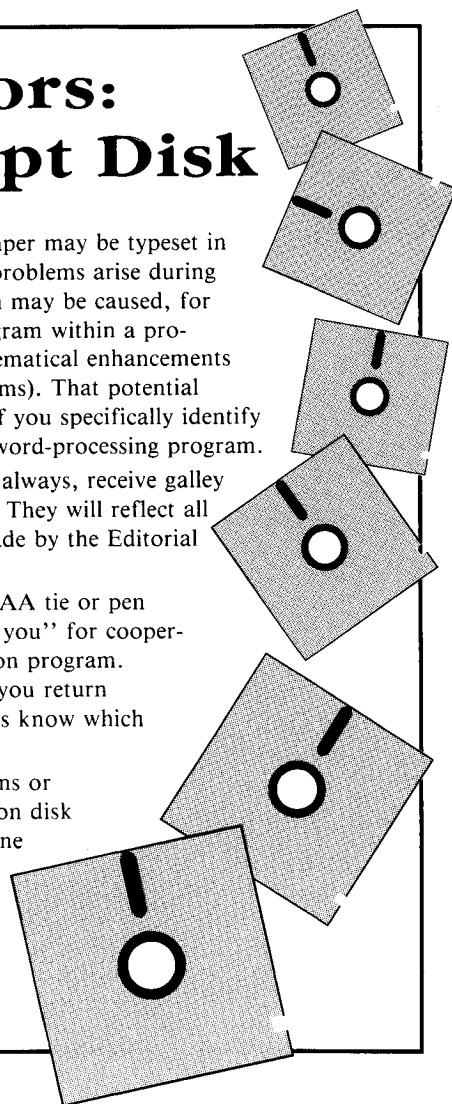 ors:
pt Disk
aper may be typeset in
problems arise during
n may be caused, for
gram within a pro-
ematical enhancements
ms). That potential
f you specifically identify
word-processing program.
always, receive galley
They will reflect all
ade by the Editorial
AA tie or pen
you'' for cooper-
on program.
you return
s know which
ns or
on disk
ne